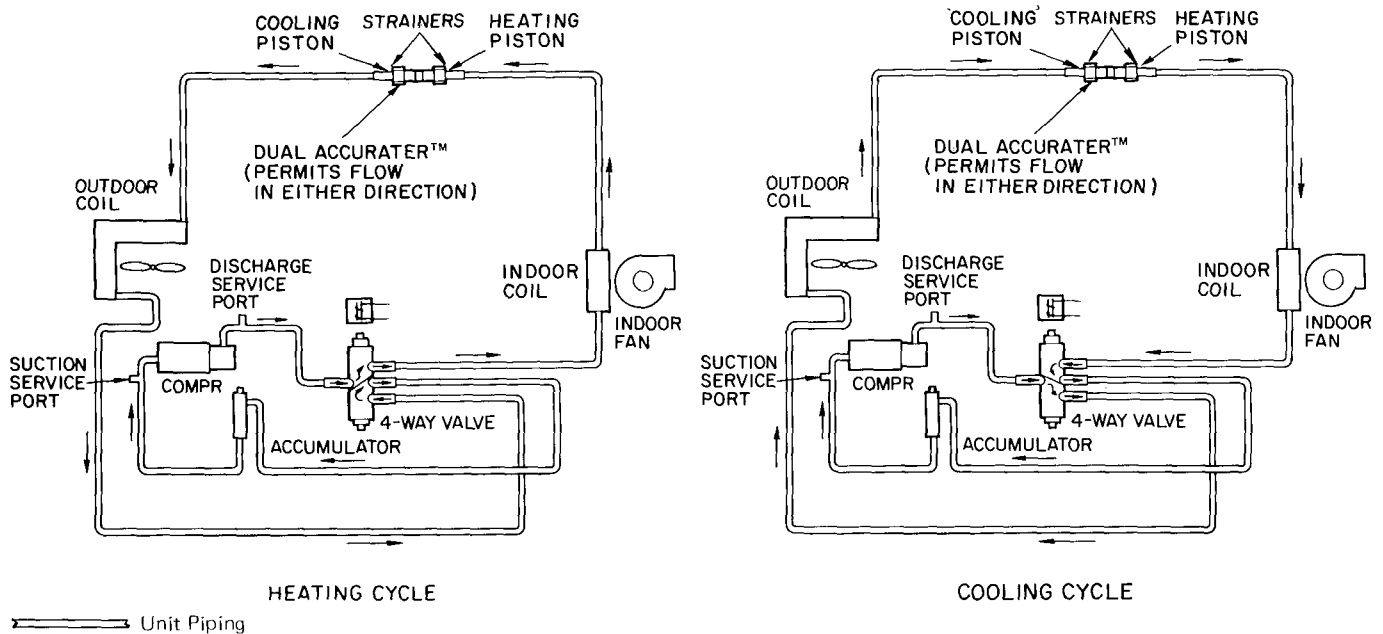 COOLING PISTON
STRAINERS
HEATING PISTON
DUAL ACCURATER™
(PERMITS FLOW
IN EITHER DIRECTION)
OUTDOOR
COIL
DISCHARGE
SERVICE
PORT
INDOOR
COIL
INDOOR
FAN
SUCTION
SERVICE
PORT
COMPR
4-WAY VALVE
ACCUMULATOR
HEATING CYCLE
Unit Piping
'COOLING'
PISTON
STRAINERS
HEATING
PISTON
DUAL ACCURATER™
(PERMITS FLOW
IN EITHER DIRECTION)
OUTDOOR
COIL
DISCHARGE
SERVICE
PORT
INDOOR
COIL
INDOOR
FAN
SUCTION
SERVICE
PORT
COMPR
4-WAY VALVE
ACCUMULATOR
COOLING CYCLE